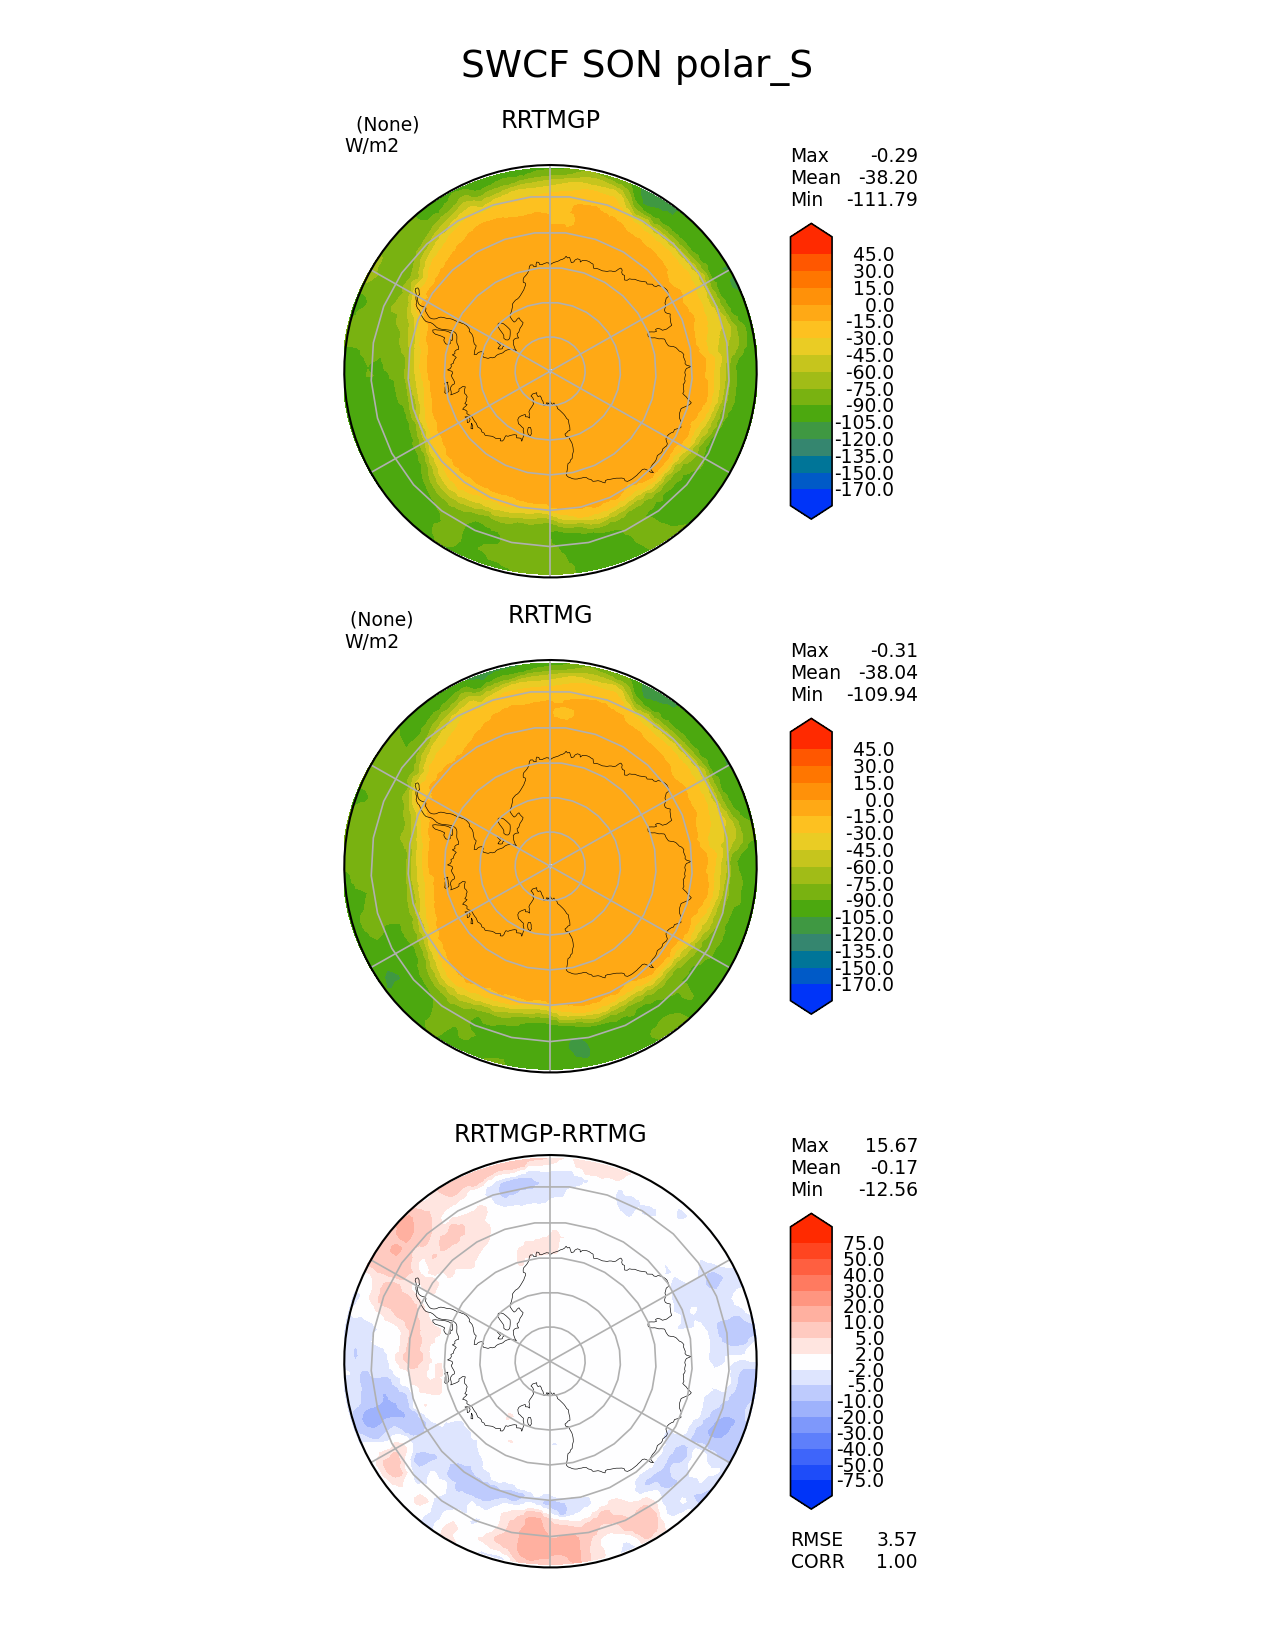 SWCF SON polar_S
RRTMGP
(None)
W/m2
Max -0.29
Mean -38.20
Min -111.79
45.0
30.0
15.0
0.0
-15.0
-30.0
-45.0
-60.0
-75.0
-90.0
-105.0
-120.0
-135.0
-150.0
-170.0
RRTMG
(None)
W/m2
Max -0.31
Mean -38.04
Min -109.94
45.0
30.0
15.0
0.0
-15.0
-30.0
-45.0
-60.0
-75.0
-90.0
-105.0
-120.0
-135.0
-150.0
-170.0
RRTMGP-RRTMG
Max 15.67
Mean -0.17
Min -12.56
75.0
50.0
40.0
30.0
20.0
10.0
5.0
2.0
-2.0
-5.0
-10.0
-20.0
-30.0
-40.0
-50.0
-75.0
RMSE 3.57
CORR 1.00